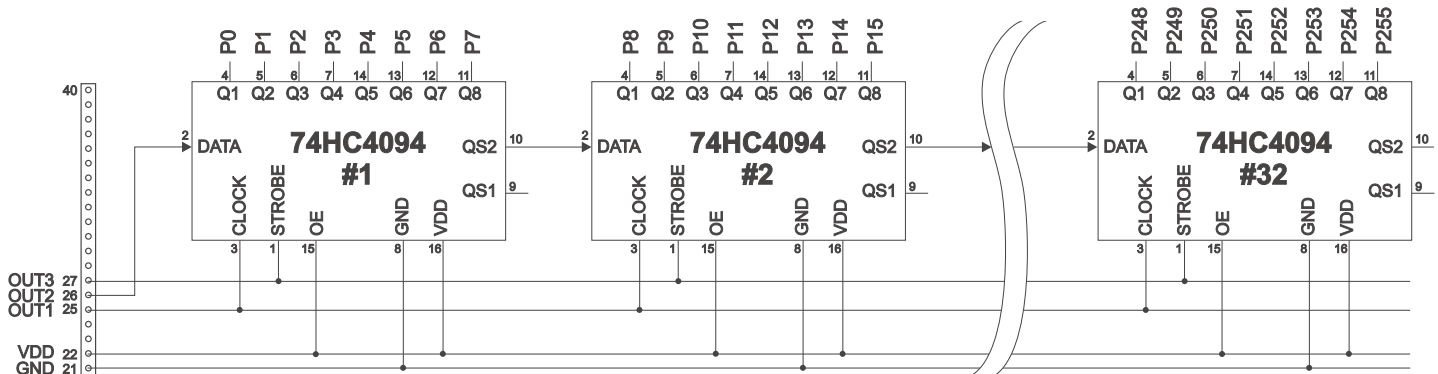 P0 P1 P2 P3 P4 P5 P6 P7 P8 P9 P10 P11 P12 P13 P14 P15 P248 P249 P250 P251 P252 P253 P254 P255
40 4 5 6 7 14 13 12 11 4 5 6 7 14 13 12 11 4 5 6 7 14 13 12 11
Q1 Q2 Q3 Q4 Q5 Q6 Q7 Q8 Q1 Q2 Q3 Q4 Q5 Q6 Q7 Q8 Q1 Q2 Q3 Q4 Q5 Q6 Q7 Q8
2 DATA 74HC4094 QS2 10 2 DATA 74HC4094 QS2 10 2 DATA 74HC4094 QS2 10
#1 QS1 9 #2 QS1 9 #32 QS1 9
CLOCK STROBE OE GND VDD CLOCK STROBE OE GND VDD CLOCK STROBE OE GND VDD
3 1 15 8 16 3 1 15 8 16 3 1 15 8 16
OUT3 27
OUT2 26
OUT1 25
VDD 22
GND 21